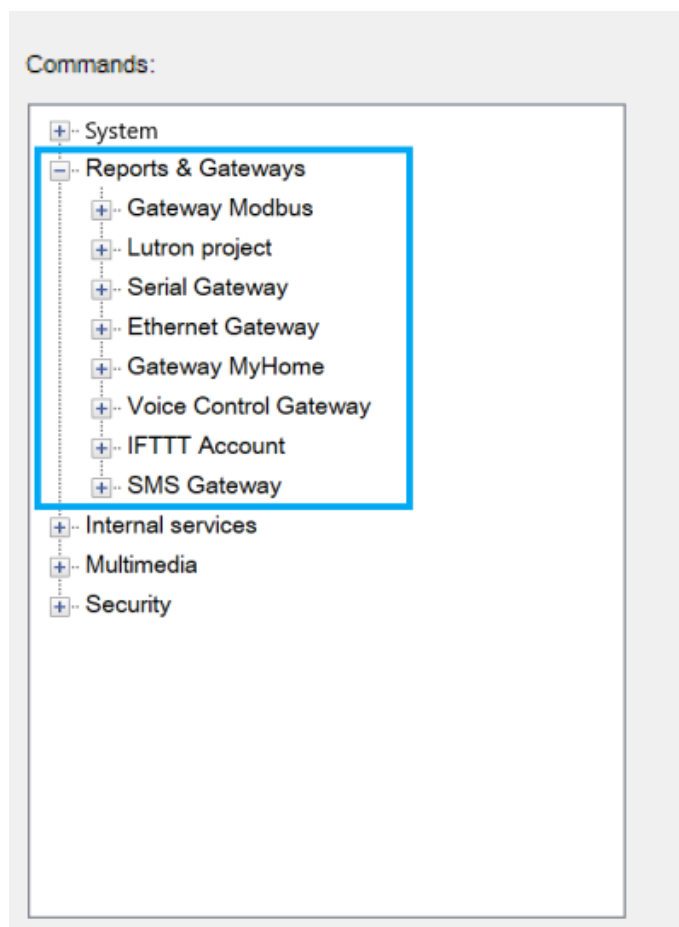 Commands:
System
Reports & Gateways
Gateway Modbus
Lutron project
Serial Gateway
Ethernet Gateway
Gateway MyHome
Voice Control Gateway
IFTTT Account
SMS Gateway
Internal services
Multimedia
Security